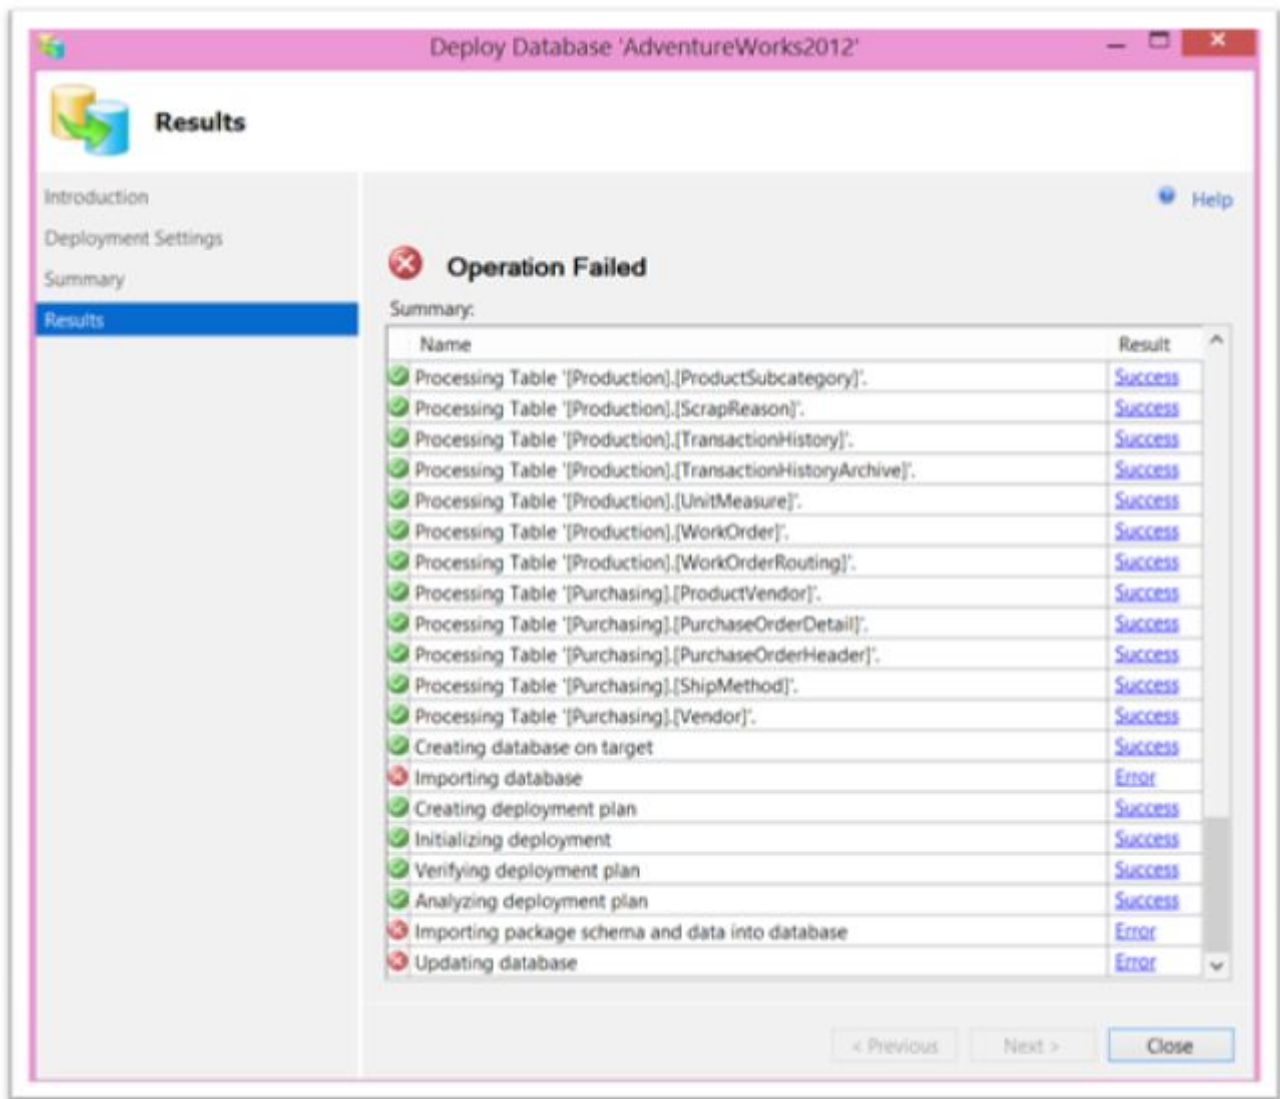 Deploy Database 'AdventureWorks2012'
Results
Introduction
Deployment Settings
Summary
Results
Help
Operation Failed
Summary:
Name Result
Processing Table '[Production].[ProductSubcategory]'. Success
Processing Table '[Production].[ScrapReason]'. Success
Processing Table '[Production].[TransactionHistory]'. Success
Processing Table '[Production].[TransactionHistoryArchive]'. Success
Processing Table '[Production].[UnitMeasure]'. Success
Processing Table '[Production].[WorkOrder]'. Success
Processing Table '[Production].[WorkOrderRouting]'. Success
Processing Table '[Purchasing].[ProductVendor]'. Success
Processing Table '[Purchasing].[PurchaseOrderDetail]'. Success
Processing Table '[Purchasing].[PurchaseOrderHeader]'. Success
Processing Table '[Purchasing].[ShipMethod]'. Success
Processing Table '[Purchasing].[Vendor]'. Success
Creating database on target Success
Importing database Error
Creating deployment plan Success
Initializing deployment Success
Verifying deployment plan Success
Analyzing deployment plan Success
Importing package schema and data into database Error
Updating database Error
< Previous Next > Close